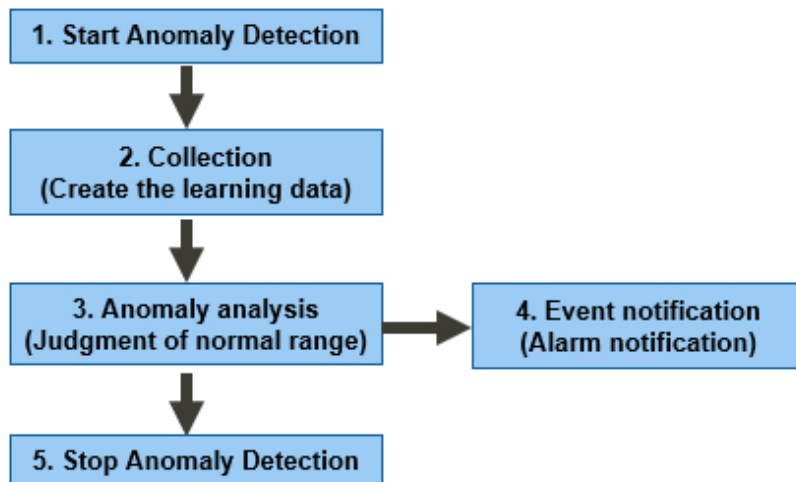 1. Start Anomaly Detection
2. Collection
(Create the learning data)
3. Anomaly analysis
(Judgment of normal range)
4. Event notification
(Alarm notification)
5. Stop Anomaly Detection